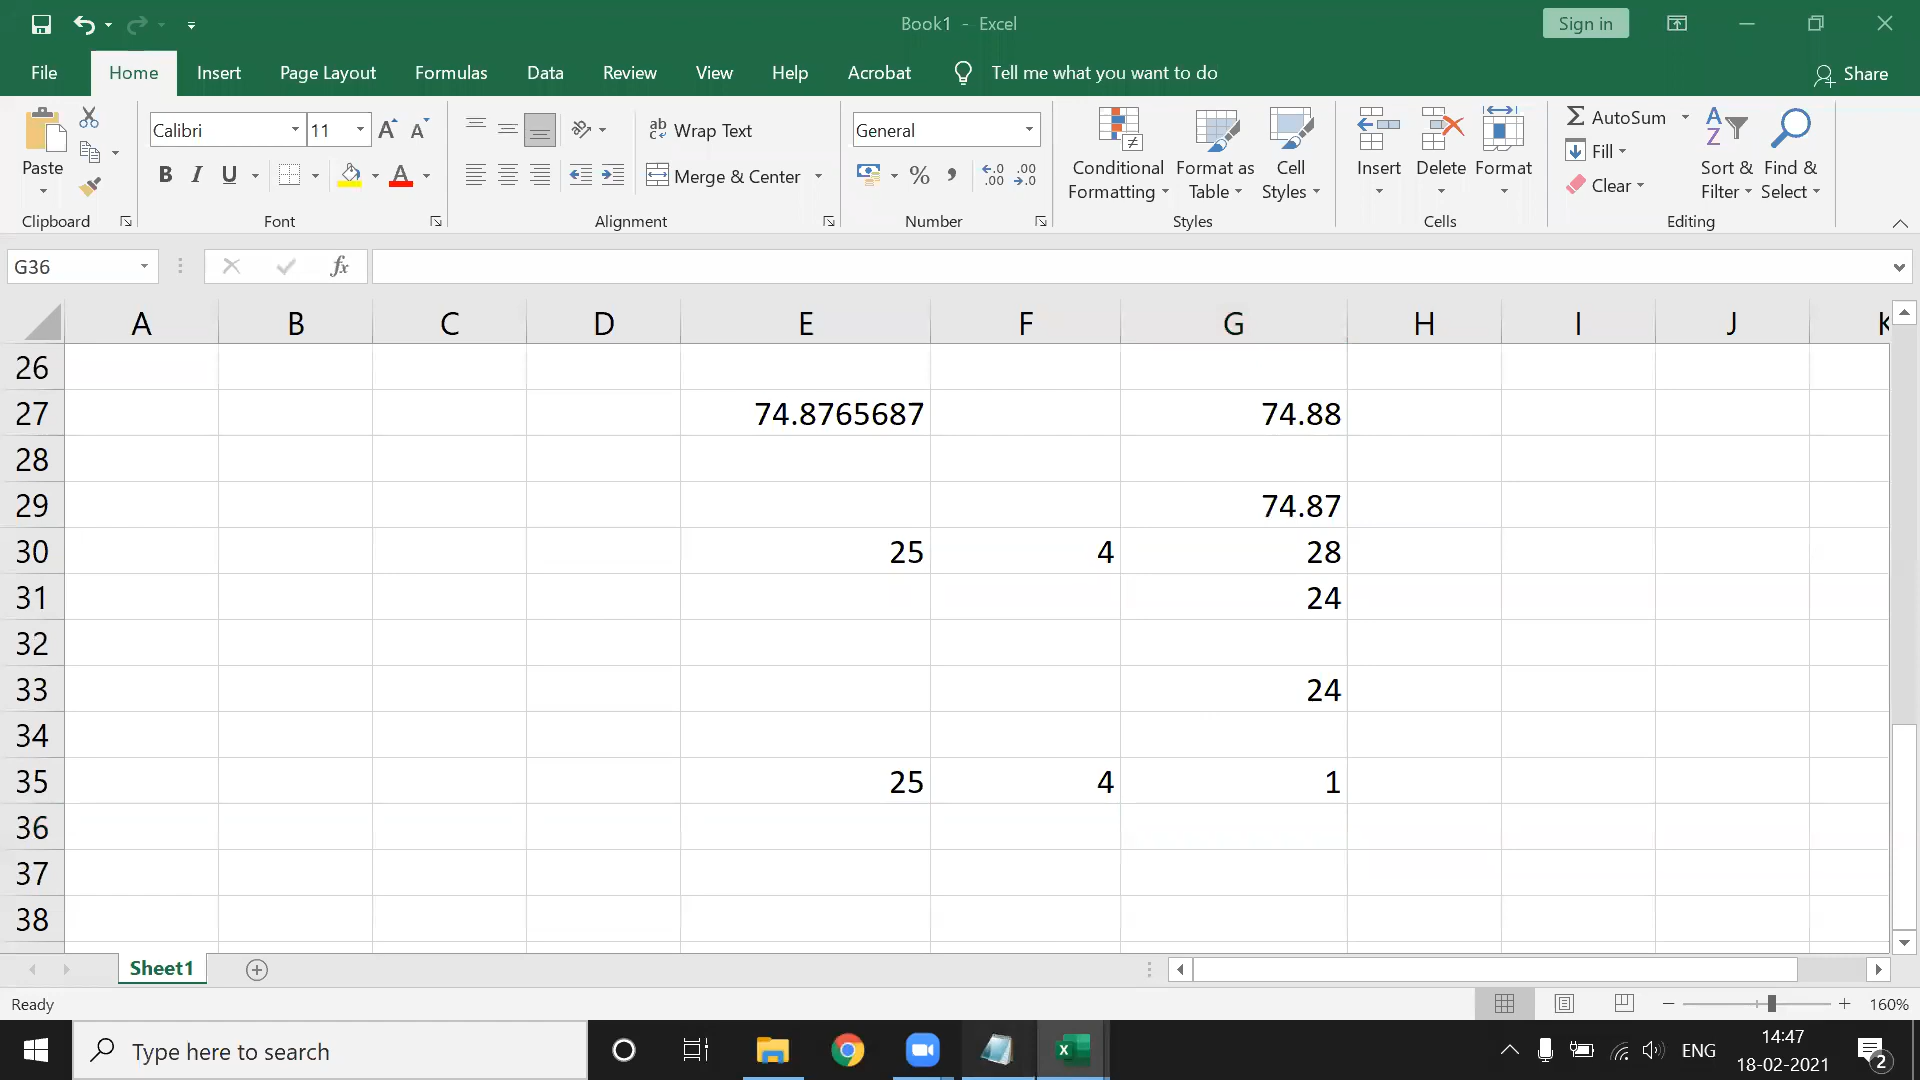 Book1 - Excel
Sign in
File Home Insert Page Layout Formulas Data Review View Help Acrobat Tell me what you want to do Share
Paste
Clipboard
Calibri 11
A A
B I U A
Font
ab Wrap Text
Merge & Center
Alignment
General
% , .00 .00
Number
Conditional Formatting
Format as Table
Cell Styles
Styles
Insert Delete Format
Cells
Σ AutoSum
Fill
Clear
Sort & Filter
Find & Select
Editing
G36 fx
A B C D E F G H I J K
26
27 74.8765687 74.88
28
29 74.87
30 25 4 28
31 24
32
33 24
34
35 25 4 1
36
37
38
Sheet1
Ready 160%
Type here to search
ENG
14:47
18-02-2021
2